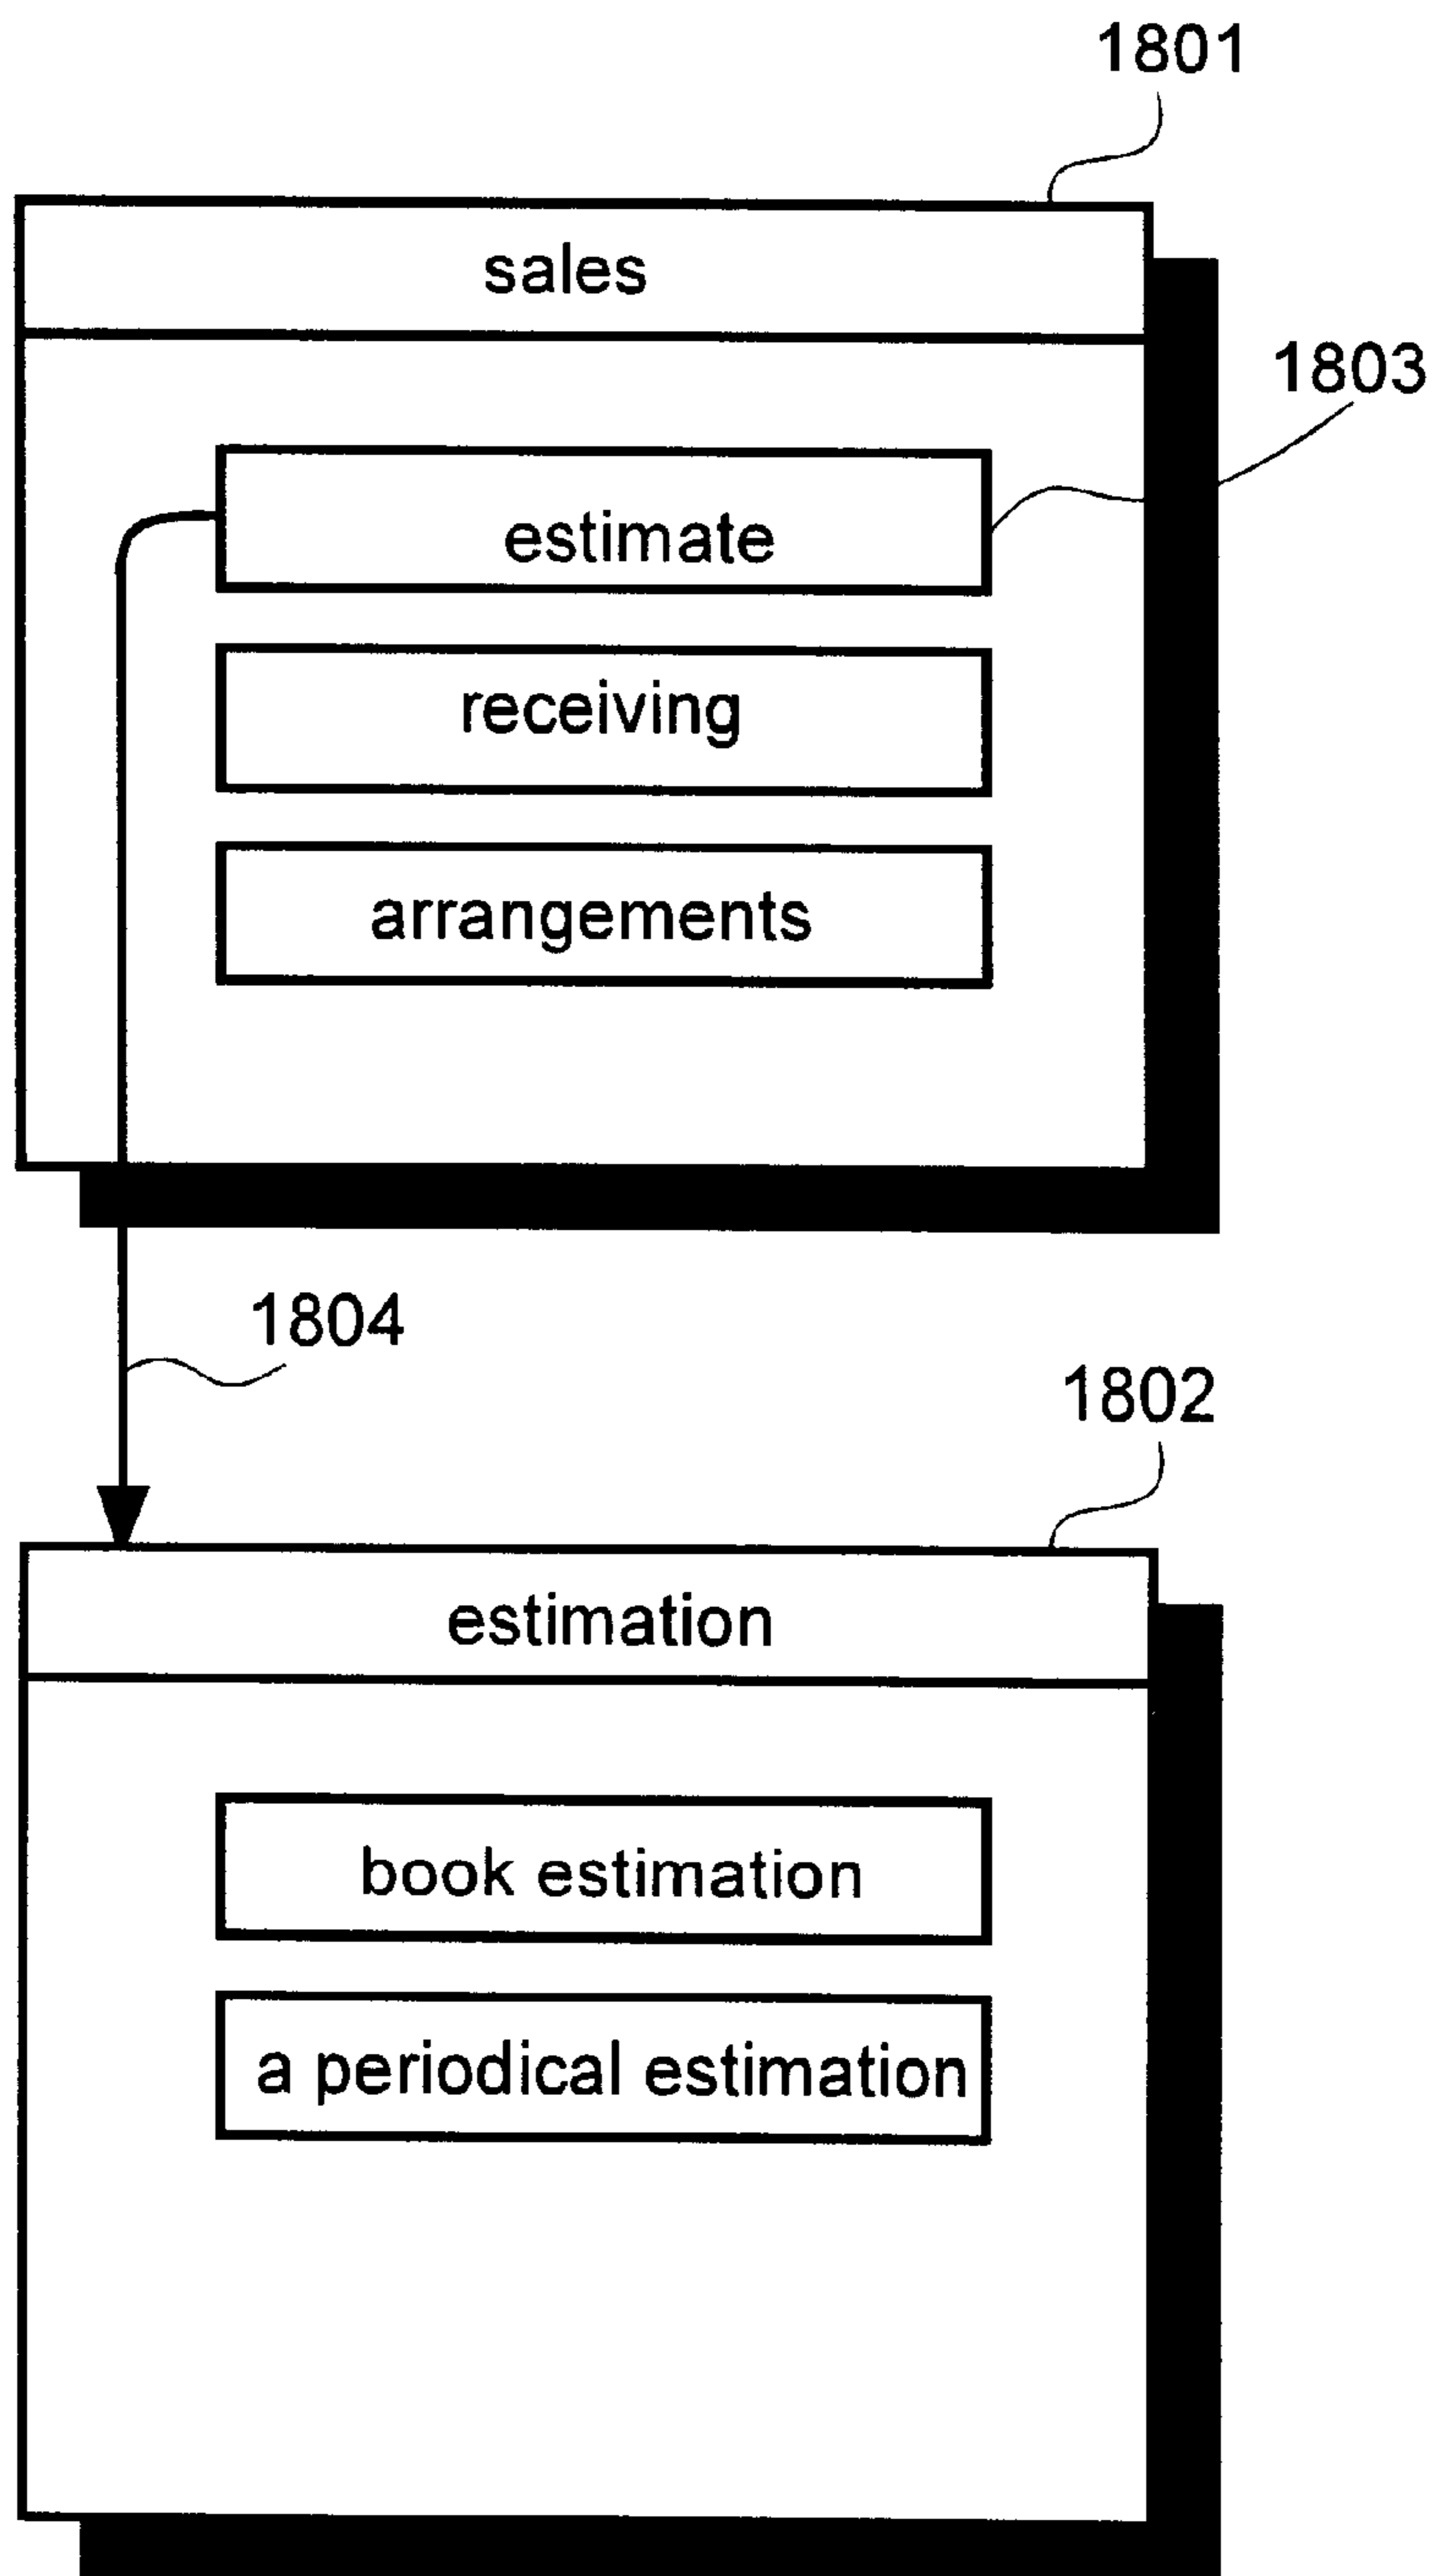 1801
sales
1803
estimate
receiving
arrangements
1804
1802
estimation
book estimation
a periodical estimation